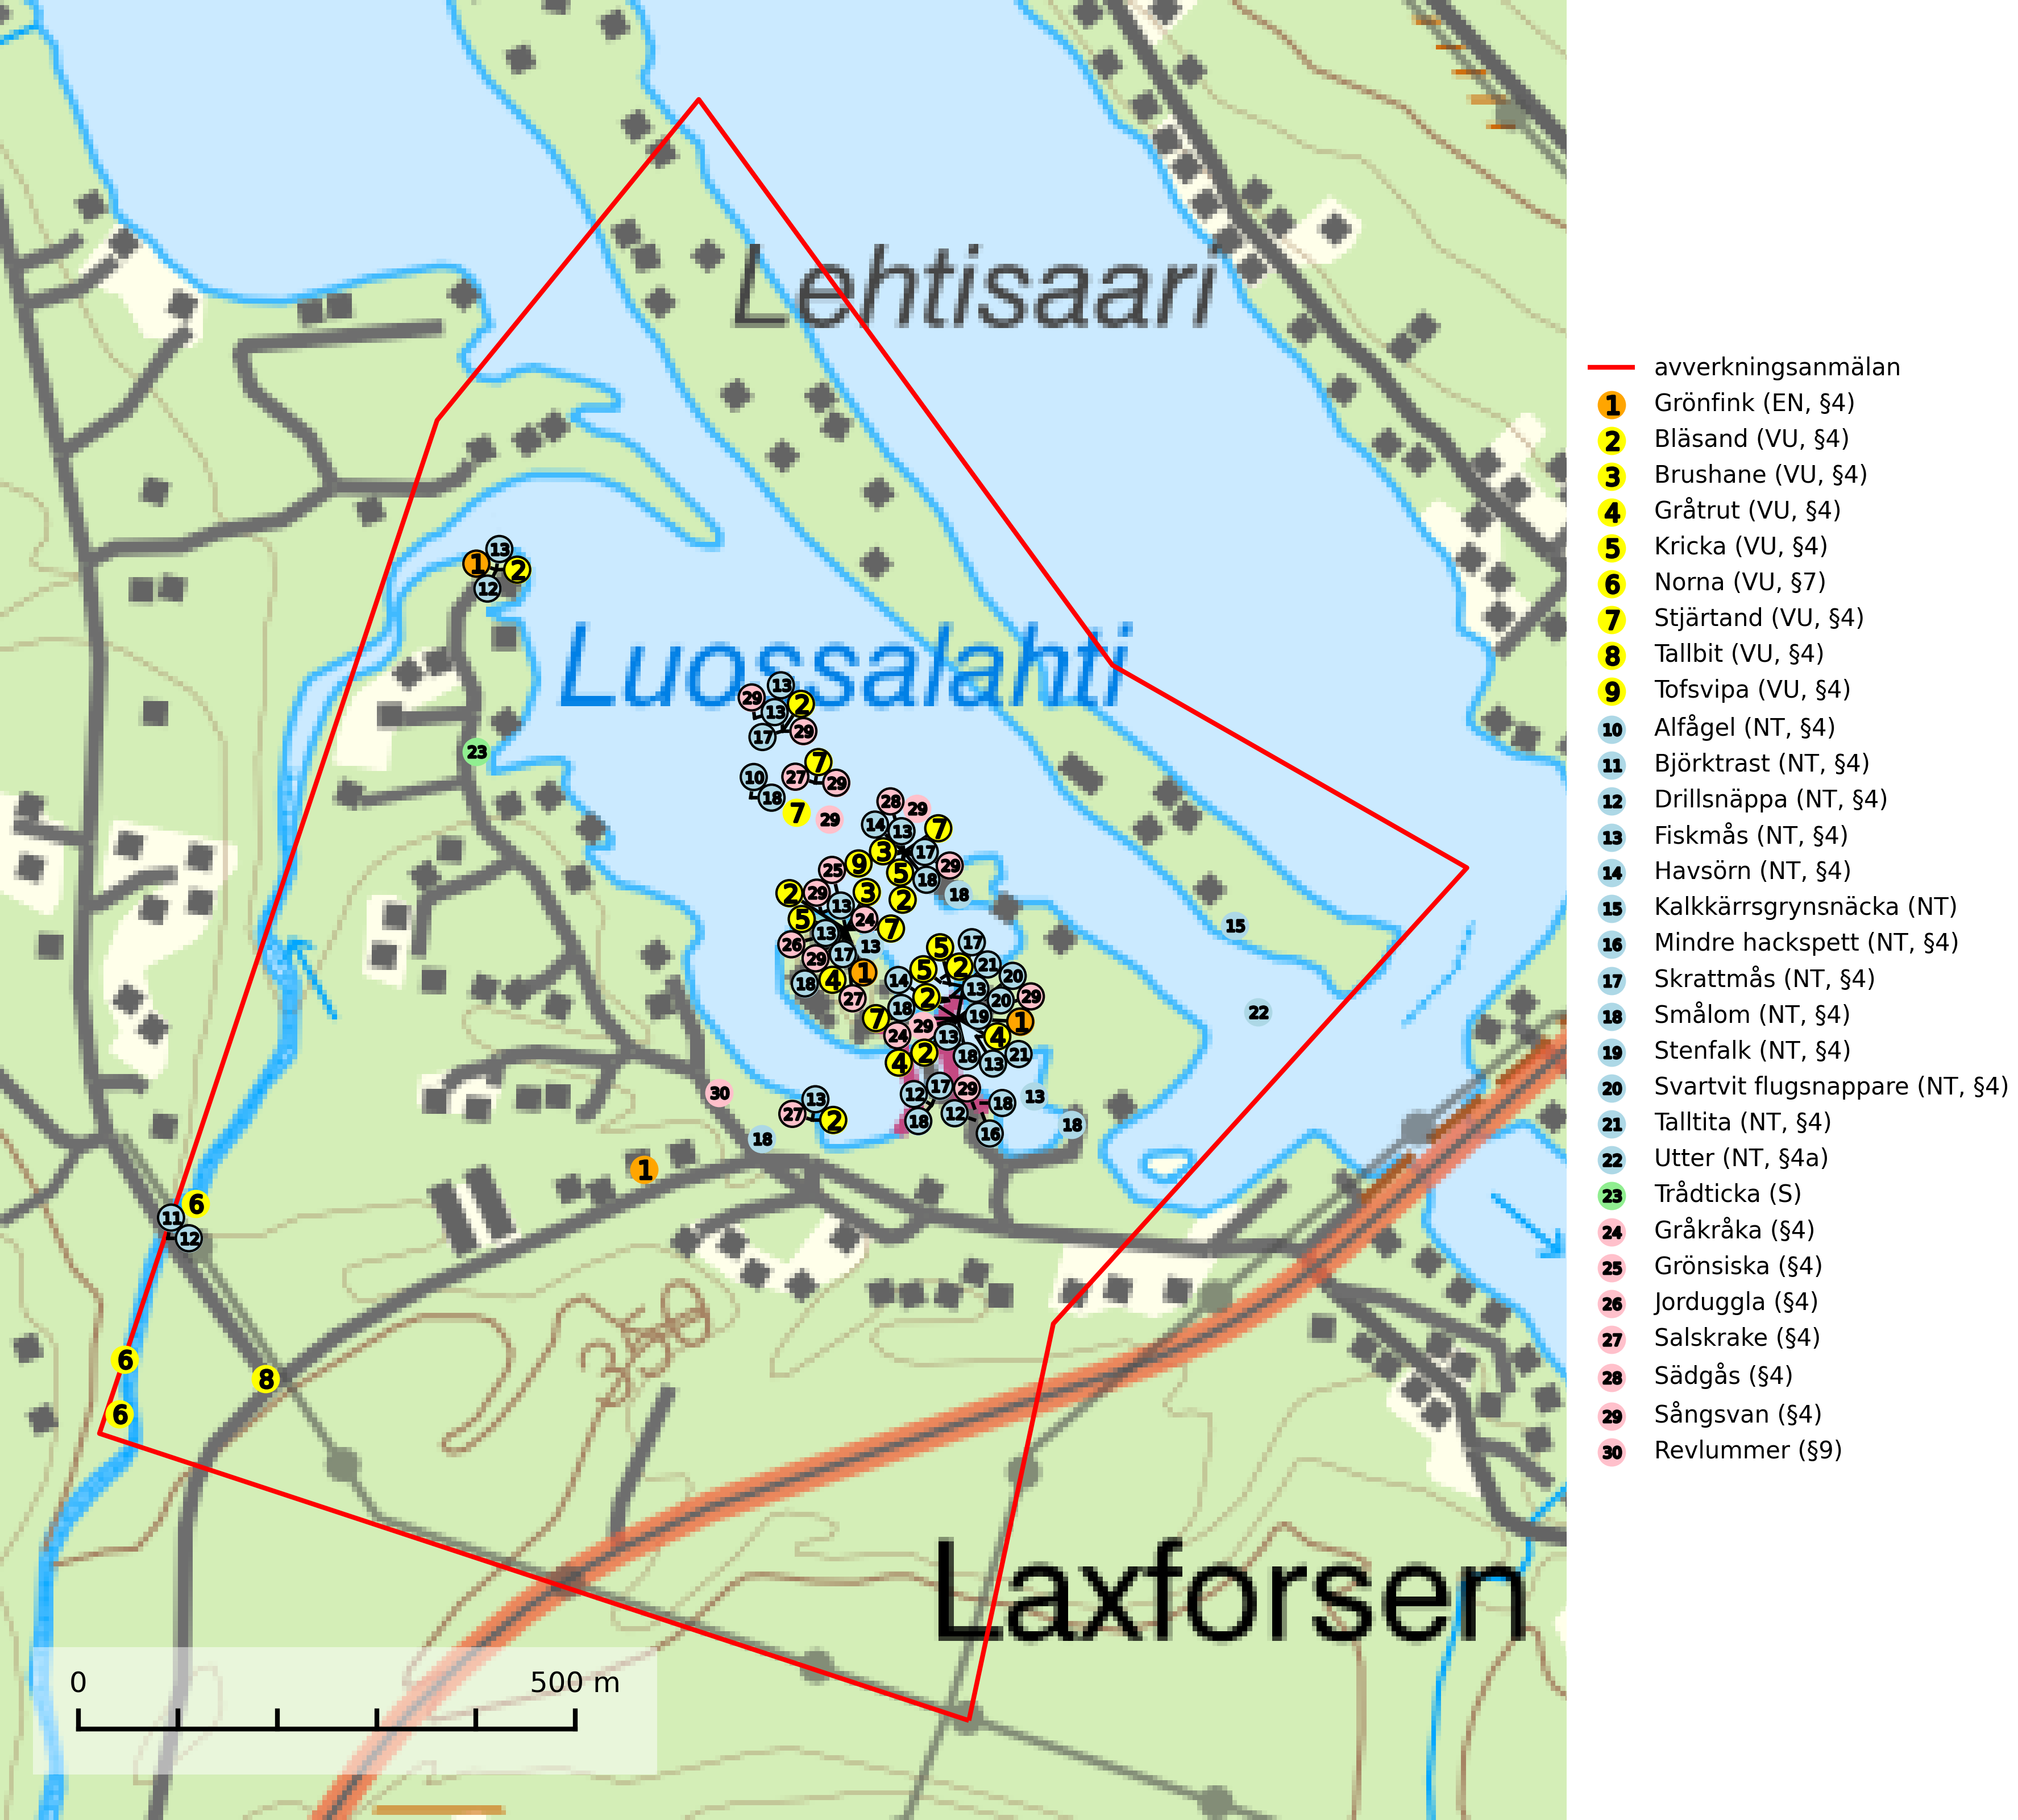 Lehtisaari
Luossalahti
Laxforsen
350
0 500 m
avverkningsanmälan
1 Grönfink (EN, §4)
2 Bläsand (VU, §4)
3 Brushane (VU, §4)
4 Gråtrut (VU, §4)
5 Kricka (VU, §4)
6 Norna (VU, §7)
7 Stjärtand (VU, §4)
8 Tallbit (VU, §4)
9 Tofsvipa (VU, §4)
10 Alfågel (NT, §4)
11 Björktrast (NT, §4)
12 Drillsnäppa (NT, §4)
13 Fiskmås (NT, §4)
14 Havsörn (NT, §4)
15 Kalkkärrsgrynsnäcka (NT)
16 Mindre hackspett (NT, §4)
17 Skrattmås (NT, §4)
18 Smålom (NT, §4)
19 Stenfalk (NT, §4)
20 Svartvit flugsnappare (NT, §4)
21 Talltita (NT, §4)
22 Utter (NT, §4a)
23 Trådticka (S)
24 Gråkråka (§4)
25 Grönsiska (§4)
26 Jorduggla (§4)
27 Salskrake (§4)
28 Sädgås (§4)
29 Sångsvan (§4)
30 Revlummer (§9)